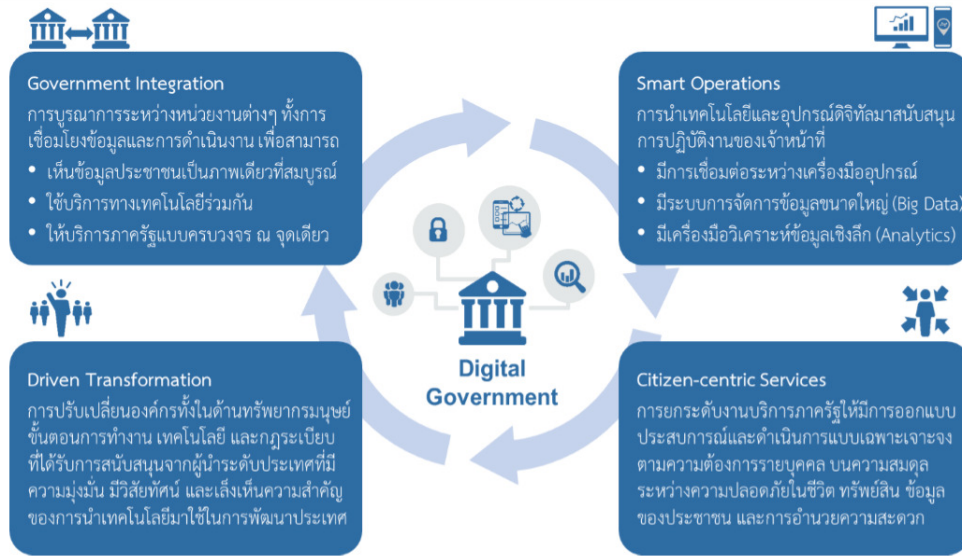 Government Integration
การบูรณาการระหว่างหน่วยงานต่างๆ ทั้งการ
เชื่อมโยงข้อมูลและการดำเนินงาน เพื่อสามารถ
• เห็นข้อมูลประชาชนเป็นภาพเดียวที่สมบูรณ์
• ใช้บริการทางเทคโนโลยีร่วมกัน
• ให้บริการภาครัฐแบบครบวงจร ณ จุดเดียว
Smart Operations
การนำเทคโนโลยีและอุปกรณ์ดิจิทัลมาสนับสนุน
การปฏิบัติงานของเจ้าหน้าที่
• มีการเชื่อมต่อระหว่างเครื่องมืออุปกรณ์
• มีระบบการจัดการข้อมูลขนาดใหญ่ (Big Data)
• มีเครื่องมือวิเคราะห์ข้อมูลเชิงลึก (Analytics)
Digital
Government
Driven Transformation
การปรับเปลี่ยนองค์กรทั้งในด้านทรัพยากรมนุษย์
ขั้นตอนการทำงาน เทคโนโลยี และกฎระเบียบ
ที่ได้รับการสนับสนุนจากผู้นำระดับประเทศที่มี
ความมุ่งมั่น มีวิสัยทัศน์ และเล็งเห็นความสำคัญ
ของการนำเทคโนโลยีมาใช้ในการพัฒนาประเทศ
Citizen-centric Services
การยกระดับงานบริการภาครัฐให้มีการออกแบบ
ประสบการณ์และดำเนินการแบบเฉพาะเจาะจง
ตามความต้องการรายบุคคล บนความสมดุล
ระหว่างความปลอดภัยในชีวิต ทรัพย์สิน ข้อมูล
ของประชาชน และการอำนวยความสะดวก